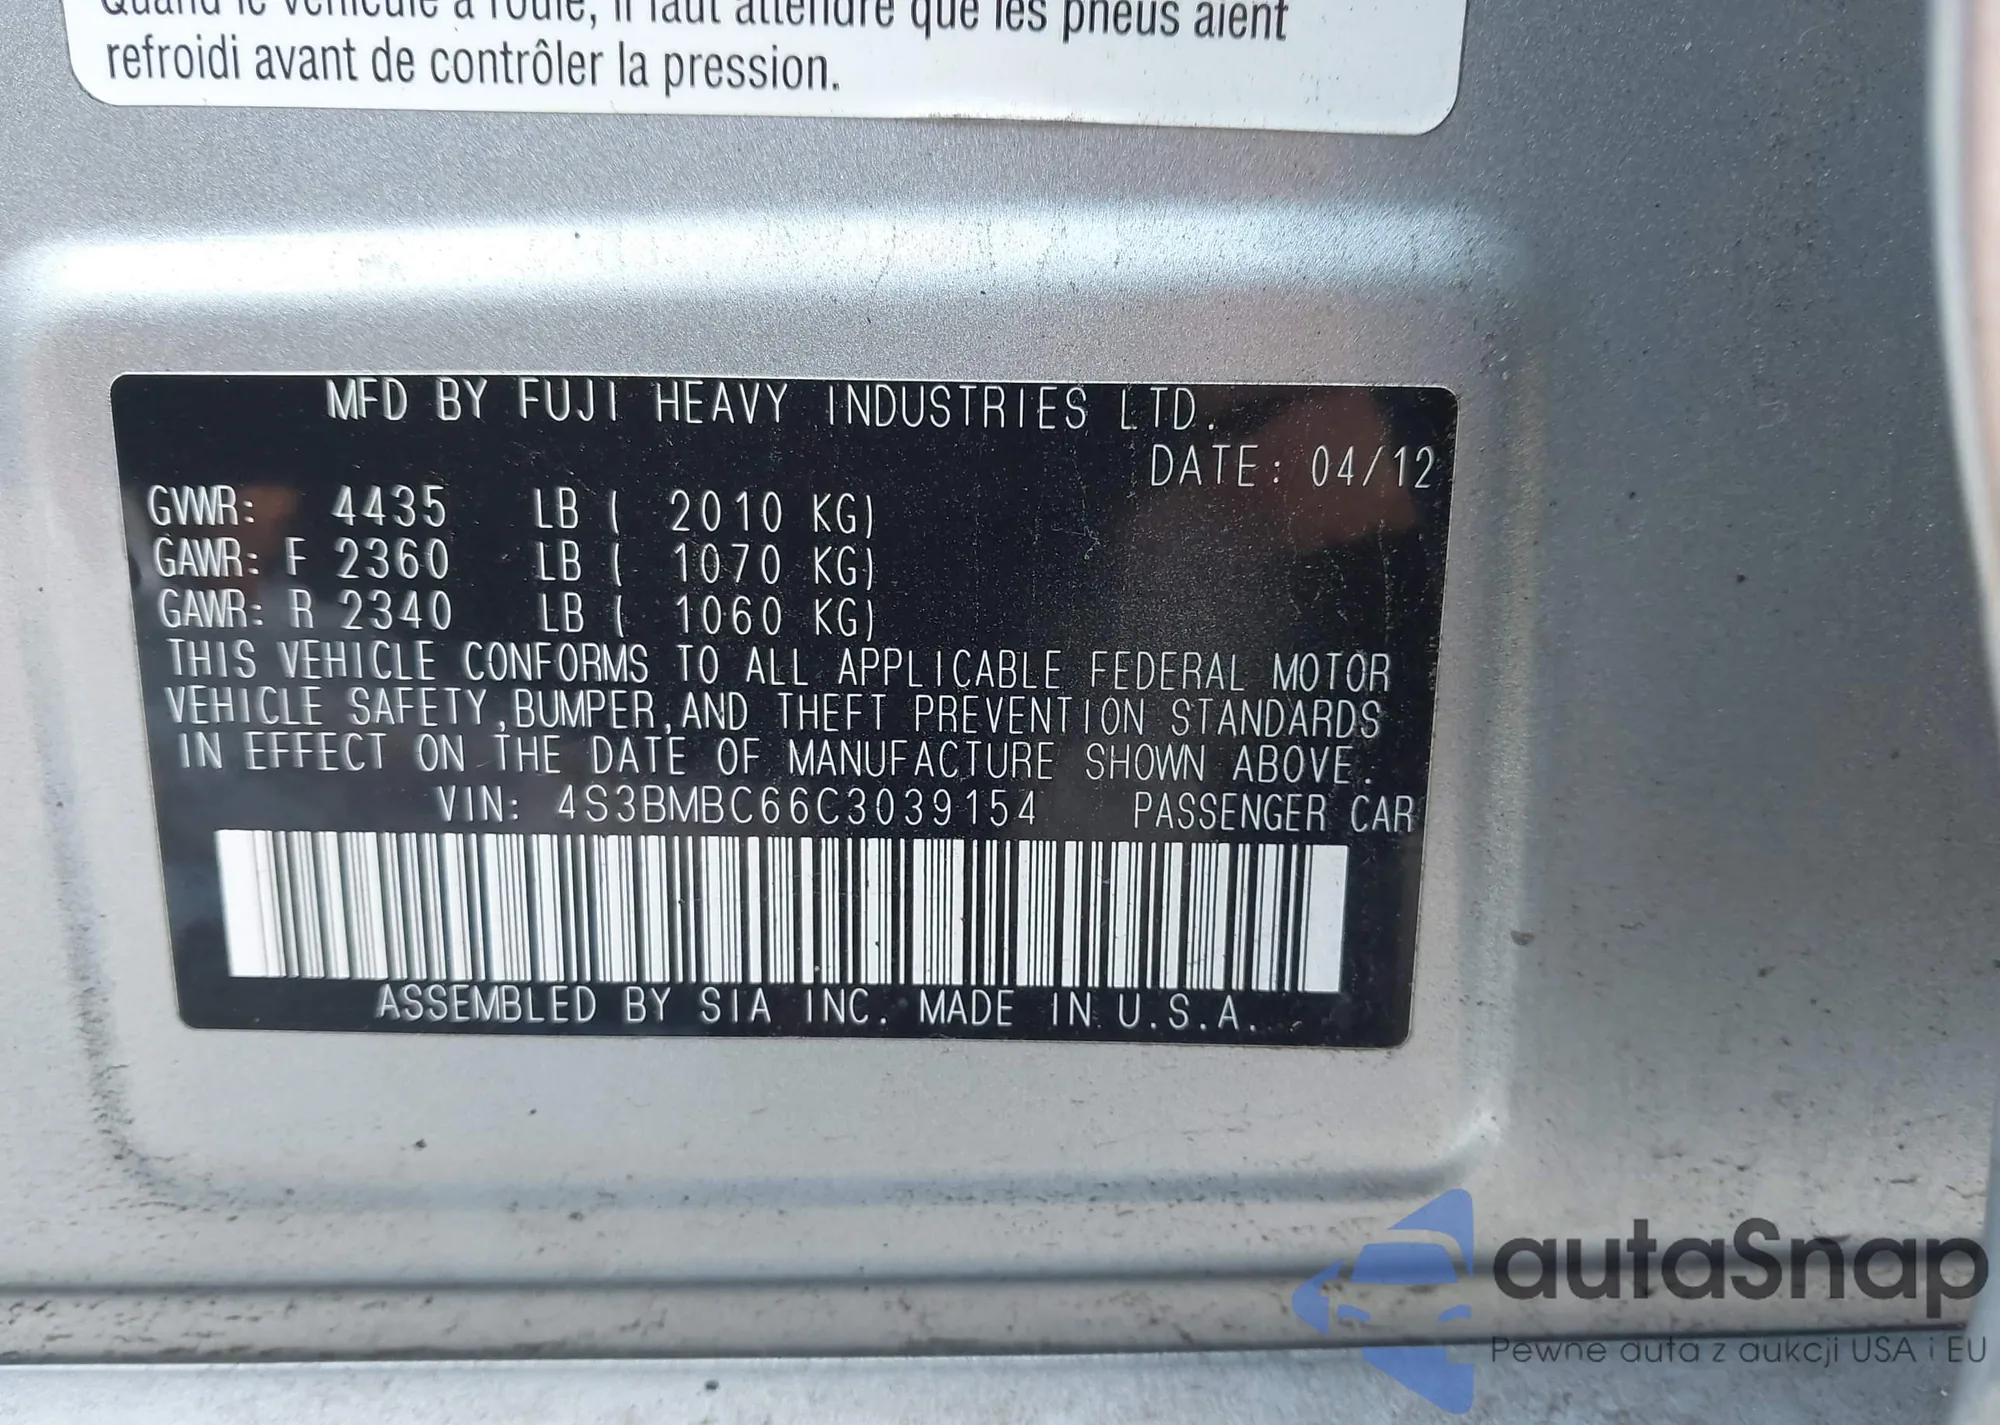 Quand le véhicule a roulé, il faut attendre que les pneus aient
refroidi avant de contrôler la pression.
MFD BY FUJI HEAVY INDUSTRIES LTD.
DATE: 04/12
GVWR: 4435 LB ( 2010 KG)
GAWR: F 2360 LB ( 1070 KG)
GAWR: R 2340 LB ( 1060 KG)
THIS VEHICLE CONFORMS TO ALL APPLICABLE FEDERAL MOTOR
VEHICLE SAFETY,BUMPER,AND THEFT PREVENTION STANDARDS
IN EFFECT ON THE DATE OF MANUFACTURE SHOWN ABOVE.
VIN: 4S3BMBC66C3039154 PASSENGER CAR
ASSEMBLED BY SIA INC. MADE IN U.S.A.
autaSnap
Pewne auta z aukcji USA i EU